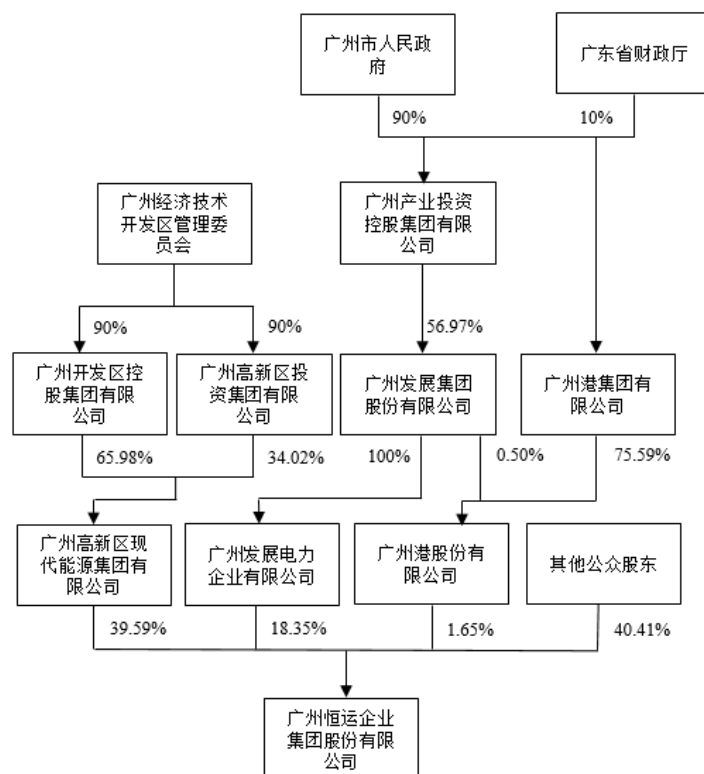 广州市人民政
府
广东省财政厅
90%
10%
广州经济技术
开发区管理委
员会
广州产业投资
控股集团有限
公司
90%
90%
56.97%
广州开发区控
股集团有限
公司
广州高新区投
资集团有限
公司
广州发展集团
股份有限公司
广州港集团有
限公司
65.98%
34.02%
100%
0.50%
75.59%
广州高新区现
代能源集团有
限公司
广州发展电力
企业有限公司
广州港股份有
限公司
其他公众股东
39.59%
18.35%
1.65%
40.41%
广州恒运企业
集团股份有限
公司